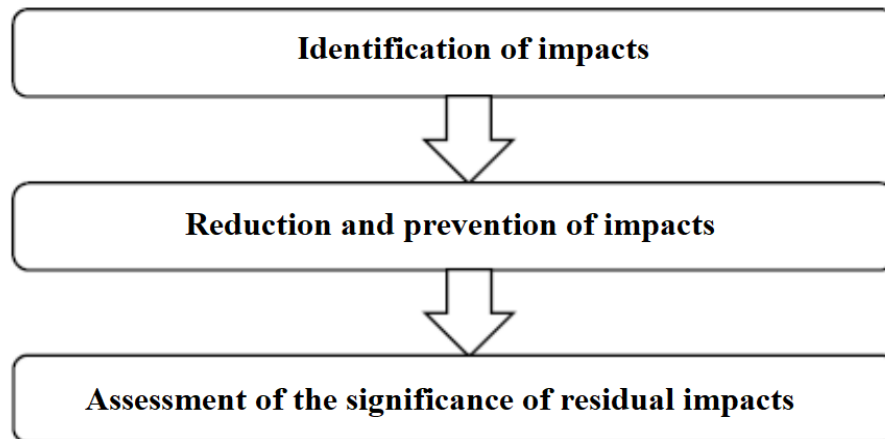 Identification of impacts
Reduction and prevention of impacts
Assessment of the significance of residual impacts